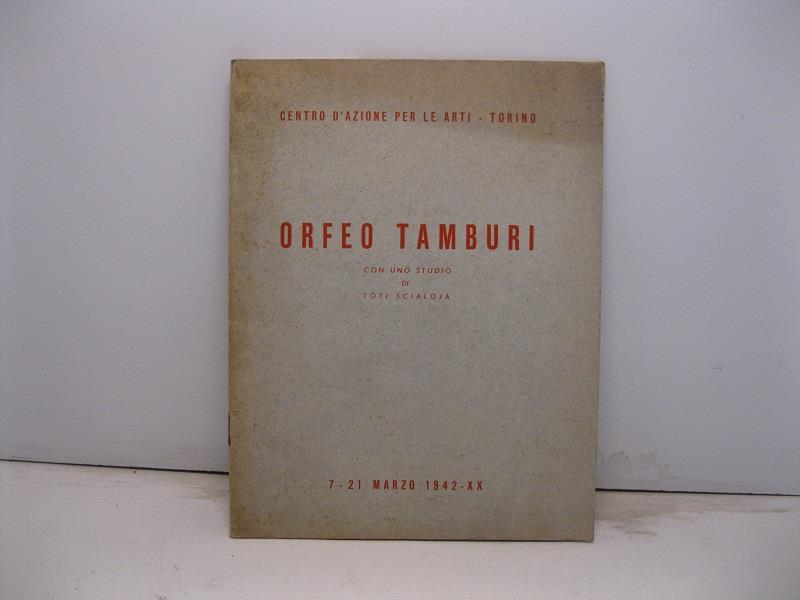 CENTRO D'AZIONE PER LE ARTI - TORINO
ORFEO TAMBURI
CON UNO STUDIO
DI
TOTI SCIALOJA
7 - 21 MARZO 1942-XX